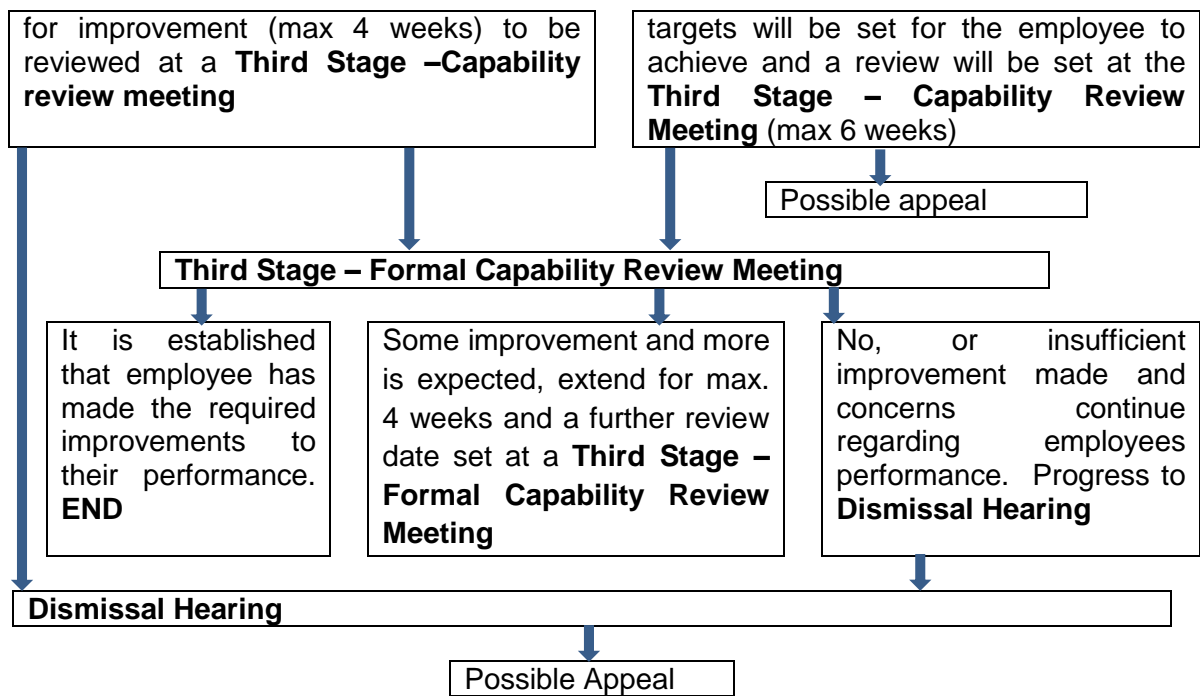 for improvement (max 4 weeks) to be
reviewed at a Third Stage –Capability
review meeting
targets will be set for the employee to
achieve and a review will be set at the
Third Stage – Capability Review
Meeting (max 6 weeks)
Possible appeal
Third Stage – Formal Capability Review Meeting
It is established
that employee has
made the required
improvements to
their performance.
END
Some improvement and more
is expected, extend for max.
4 weeks and a further review
date set at a Third Stage –
Formal Capability Review
Meeting
No, or insufficient
improvement made and
concerns continue
regarding employees
performance. Progress to
Dismissal Hearing
Dismissal Hearing
Possible Appeal